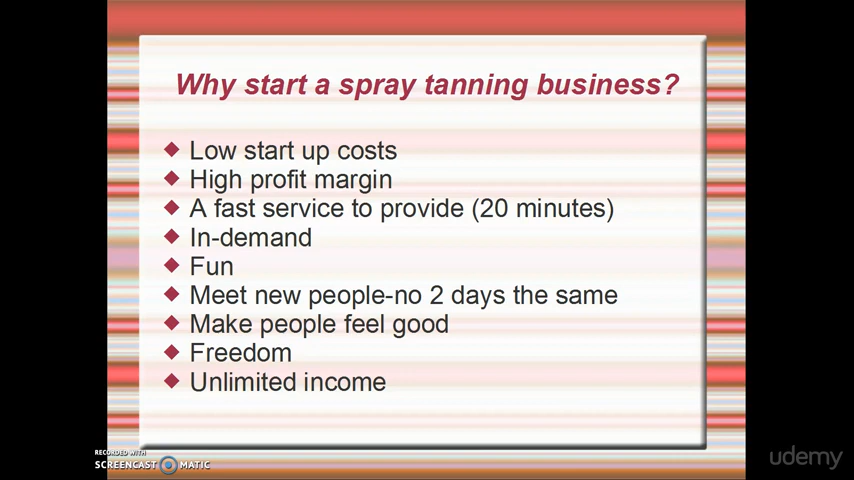 Why start a spray tanning business?
Low start up costs
High profit margin
A fast service to provide (20 minutes)
In-demand
Fun
Meet new people-no 2 days the same
Make people feel good
Freedom
Unlimited income
RECORDED WITH
SCREENCAST MATIC
udemy